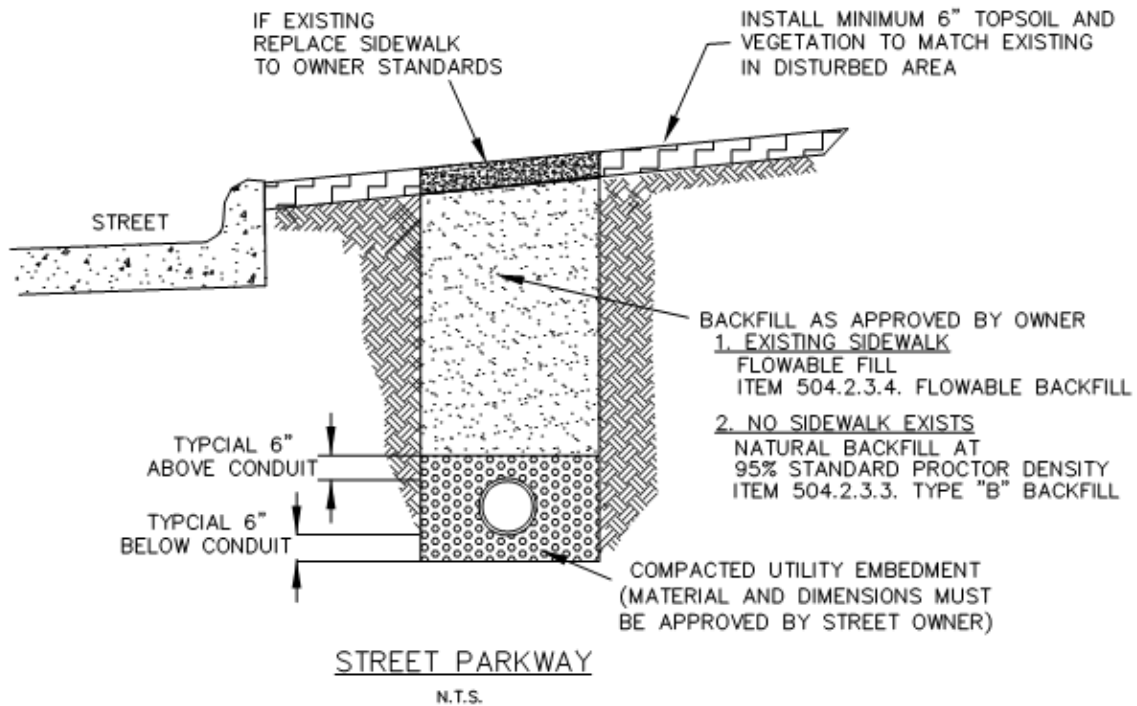 IF EXISTING
REPLACE SIDEWALK
TO OWNER STANDARDS
INSTALL MINIMUM 6" TOPSOIL AND
VEGETATION TO MATCH EXISTING
IN DISTURBED AREA
STREET
BACKFILL AS APPROVED BY OWNER
1. EXISTING SIDEWALK
FLOWABLE FILL
ITEM 504.2.3.4. FLOWABLE BACKFILL
2. NO SIDEWALK EXISTS
NATURAL BACKFILL AT
95% STANDARD PROCTOR DENSITY
ITEM 504.2.3.3. TYPE "B" BACKFILL
TYPCIAL 6"
ABOVE CONDUIT
TYPCIAL 6"
BELOW CONDUIT
COMPACTED UTILITY EMBEDMENT
(MATERIAL AND DIMENSIONS MUST
BE APPROVED BY STREET OWNER)
STREET PARKWAY
N.T.S.